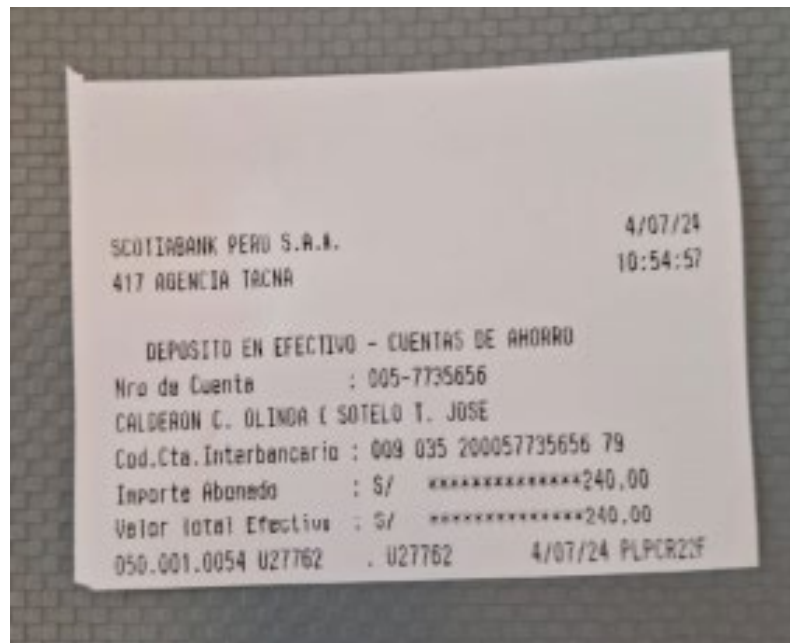 SCOTIABANK PERU S.A.A. 4/07/24
417 AGENCIA TACNA 10:54:57
DEPOSITO EN EFECTIVO - CUENTAS DE AHORRO
Nro de Cuenta : 005-7735656
CALDERON C. OLINDA ( SOTELO T. JOSE
Cod.Cta.Interbancario : 009 035 200057735656 79
Importe Abonado : S/ **************240.00
Valor Total Efectivo : S/ **************240.00
050.001.0054 U27762 . U27762 4/07/24